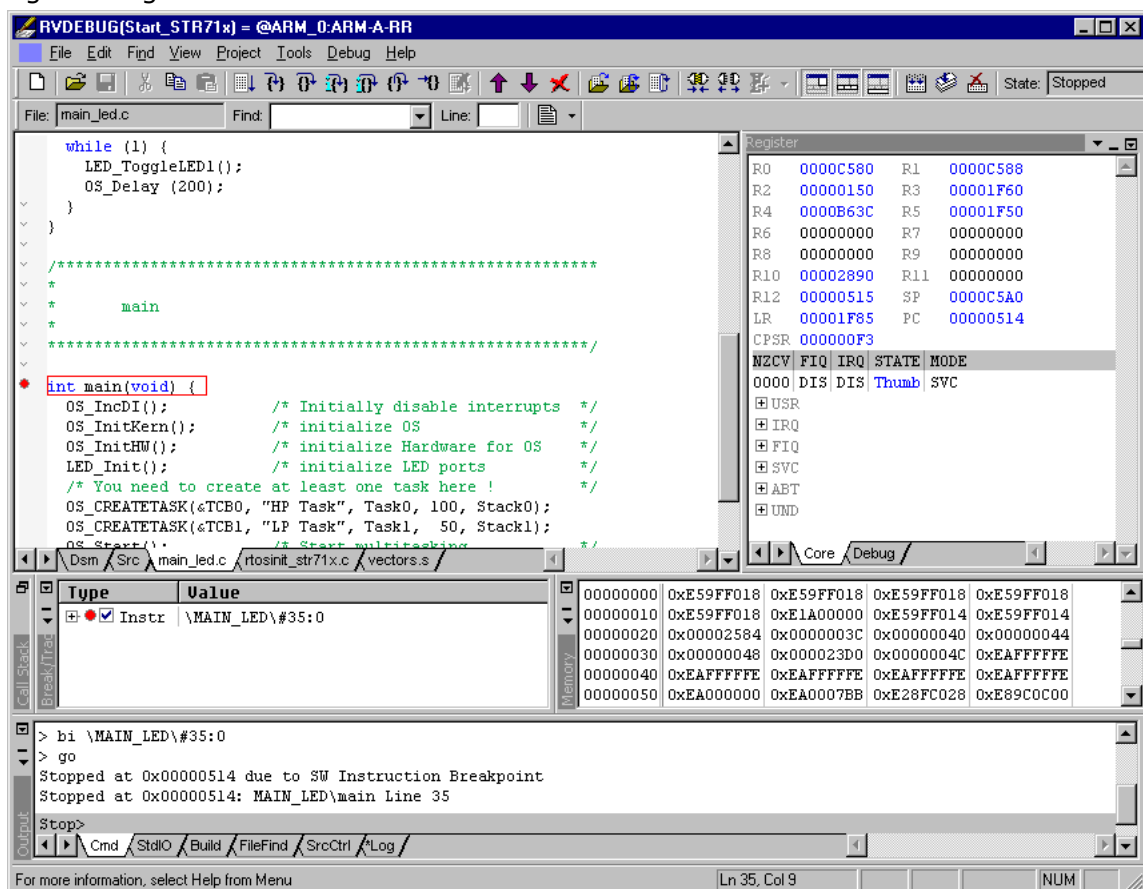 RVDEBUG(Start_STR71x) = @ARM_0:ARM-A-RR
File Edit Find View Project Tools Debug Help
State: Stopped
File: main_led.c Find: Line:
while (1) {
LED_ToggleLED1();
OS_Delay (200);
}
}
/**********************************************************
*
* main
*
**********************************************************/
int main(void) {
OS_IncDI(); /* Initially disable interrupts */
OS_InitKern(); /* initialize OS */
OS_InitHW(); /* initialize Hardware for OS */
LED_Init(); /* initialize LED ports */
/* You need to create at least one task here ! */
OS_CREATETASK(&TCB0, "HP Task", Task0, 100, Stack0);
OS_CREATETASK(&TCB1, "LP Task", Task1, 50, Stack1);
OS_Start(); /* Start multitasking */
Dsm Src main_led.c rtosinit_str71x.c vectors.s
Register
R0 0000C580 R1 0000C588
R2 00000150 R3 00001F60
R4 0000B63C R5 00001F50
R6 00000000 R7 00000000
R8 00000000 R9 00000000
R10 00002890 R11 00000000
R12 00000515 SP 0000C5A0
LR 00001F85 PC 00000514
CPSR 000000F3
NZCV FIQ IRQ STATE MODE
0000 DIS DIS Thumb SVC
USR
IRQ
FIQ
SVC
ABT
UND
Core Debug
Call Stack
Break/Trac
Type Value
Instr \MAIN_LED\#35:0
Memory
00000000 0xE59FF018 0xE59FF018 0xE59FF018 0xE59FF018
00000010 0xE59FF018 0xE1A00000 0xE59FF014 0xE59FF014
00000020 0x00002584 0x0000003C 0x00000040 0x00000044
00000030 0x00000048 0x000023D0 0x0000004C 0xEAFFFFFE
00000040 0xEAFFFFFE 0xEAFFFFFE 0xEAFFFFFE 0xEAFFFFFE
00000050 0xEA000000 0xEA0007BB 0xE28FC028 0xE89C0C00
Output
> bi \MAIN_LED\#35:0
> go
Stopped at 0x00000514 due to SW Instruction Breakpoint
Stopped at 0x00000514: MAIN_LED\main Line 35
Stop>
Cmd StdIO Build FileFind SrcCtrl *Log
For more information, select Help from Menu
Ln 35, Col 9
NUM